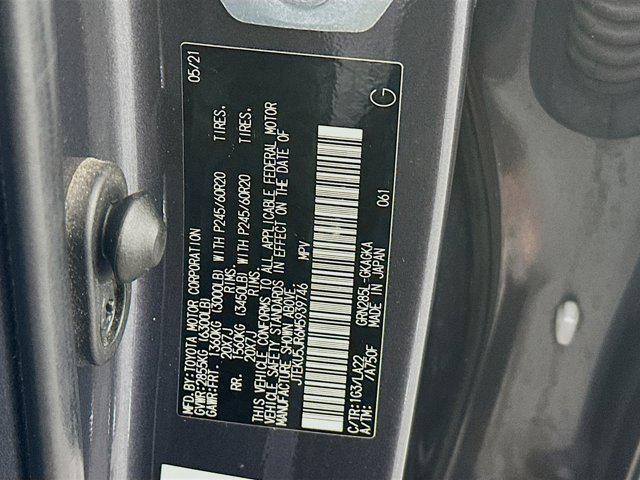 MFD.BY:TOYOTA MOTOR CORPORATION 05/21
GVWR:2855KG (6300LB)
GAWR:FRT. 1360KG (3000LB) WITH P245/60R20 TIRES.
20X7J RIMS.
RR. 1560KG (3450LB) WITH P245/60R20 TIRES.
20X7J RIMS.
THIS VEHICLE CONFORMS TO ALL APPLICABLE FEDERAL MOTOR
VEHICLE SAFETY STANDARDS IN EFFECT ON THE DATE OF
MANUFACTURE SHOWN ABOVE.
JTEKU5JR6M5939746 MPV
C/TR:1G3/LA22 GRN285L-GKAGKA 061
A/TM: /A750F MADE IN JAPAN G